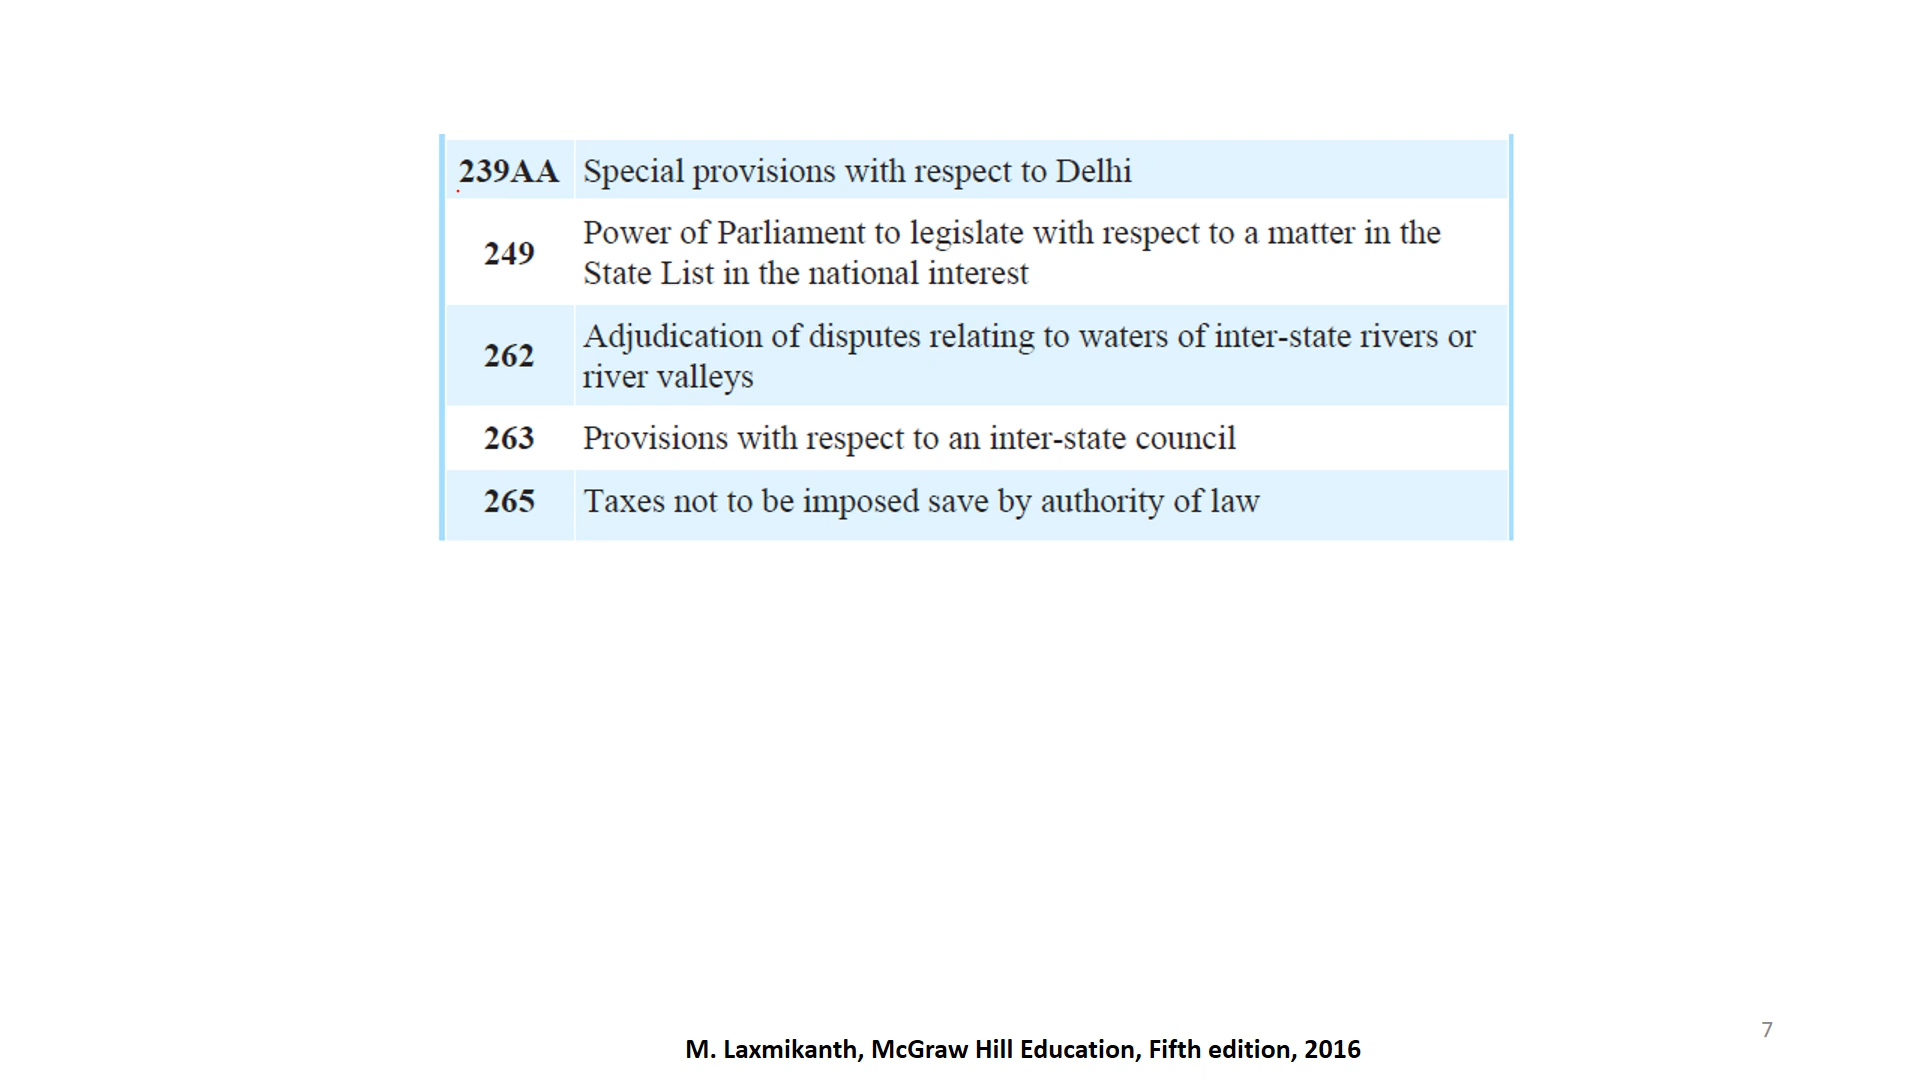 239AA Special provisions with respect to Delhi
249 Power of Parliament to legislate with respect to a matter in the
State List in the national interest
262 Adjudication of disputes relating to waters of inter-state rivers or
river valleys
263 Provisions with respect to an inter-state council
265 Taxes not to be imposed save by authority of law
7
M. Laxmikanth, McGraw Hill Education, Fifth edition, 2016